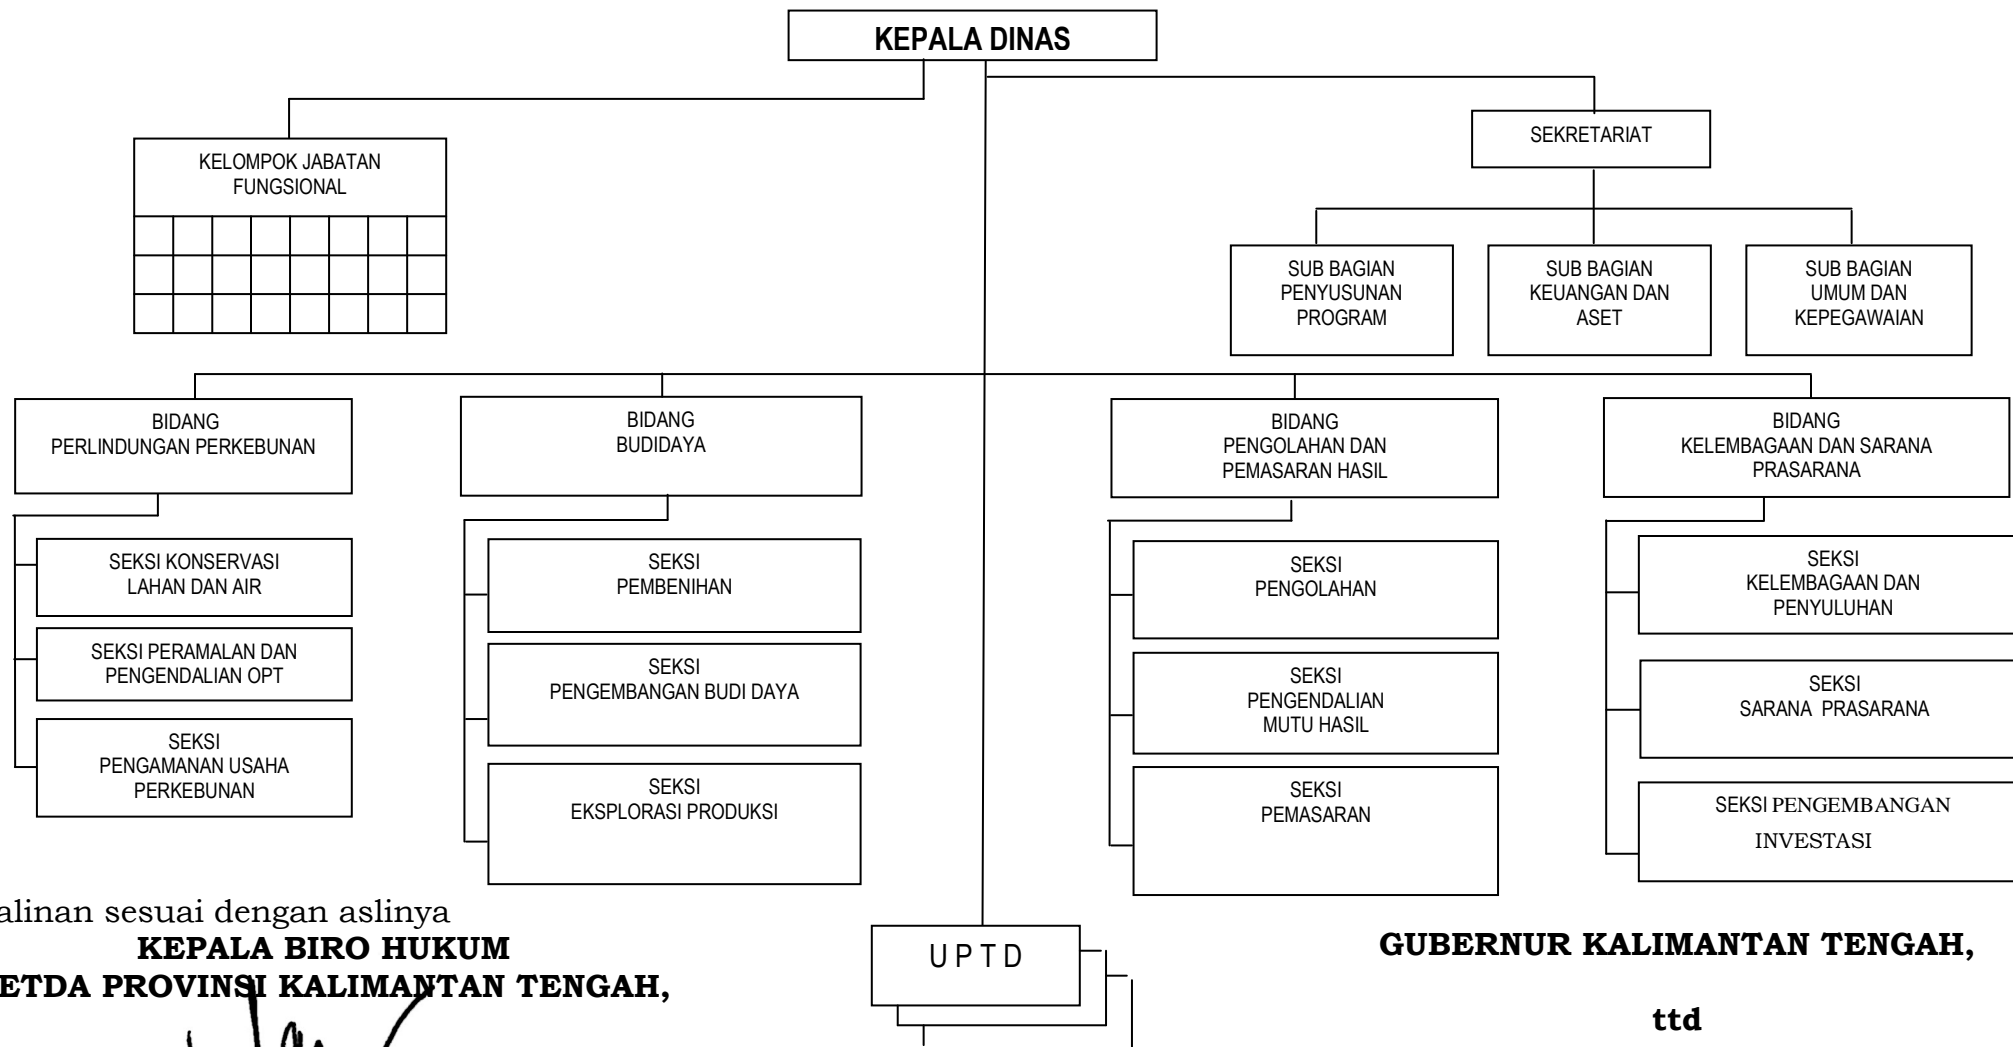 KEPALA DINAS
KELOMPOK JABATAN
FUNGSIONAL
SEKRETARIAT
SUB BAGIAN
PENYUSUNAN
PROGRAM
SUB BAGIAN
KEUANGAN DAN
ASET
SUB BAGIAN
UMUM DAN
KEPEGAWAIAN
BIDANG
PERLINDUNGAN PERKEBUNAN
SEKSI KONSERVASI
LAHAN DAN AIR
SEKSI PERAMALAN DAN
PENGENDALIAN OPT
SEKSI
PENGAMANAN USAHA
PERKEBUNAN
BIDANG
BUDIDAYA
SEKSI
PEMBENIHAN
SEKSI
PENGEMBANGAN BUDI DAYA
SEKSI
EKSPLORASI PRODUKSI
BIDANG
PENGOLAHAN DAN
PEMASARAN HASIL
SEKSI
PENGOLAHAN
SEKSI
PENGENDALIAN
MUTU HASIL
SEKSI
PEMASARAN
BIDANG
KELEMBAGAAN DAN SARANA
PRASARANA
SEKSI
KELEMBAGAAN DAN
PENYULUHAN
SEKSI
SARANA PRASARANA
SEKSI PENGEMBANGAN
INVESTASI
U P T D
alinan sesuai dengan aslinya
KEPALA BIRO HUKUM
ETDA PROVINSI KALIMANTAN TENGAH,
GUBERNUR KALIMANTAN TENGAH,
ttd